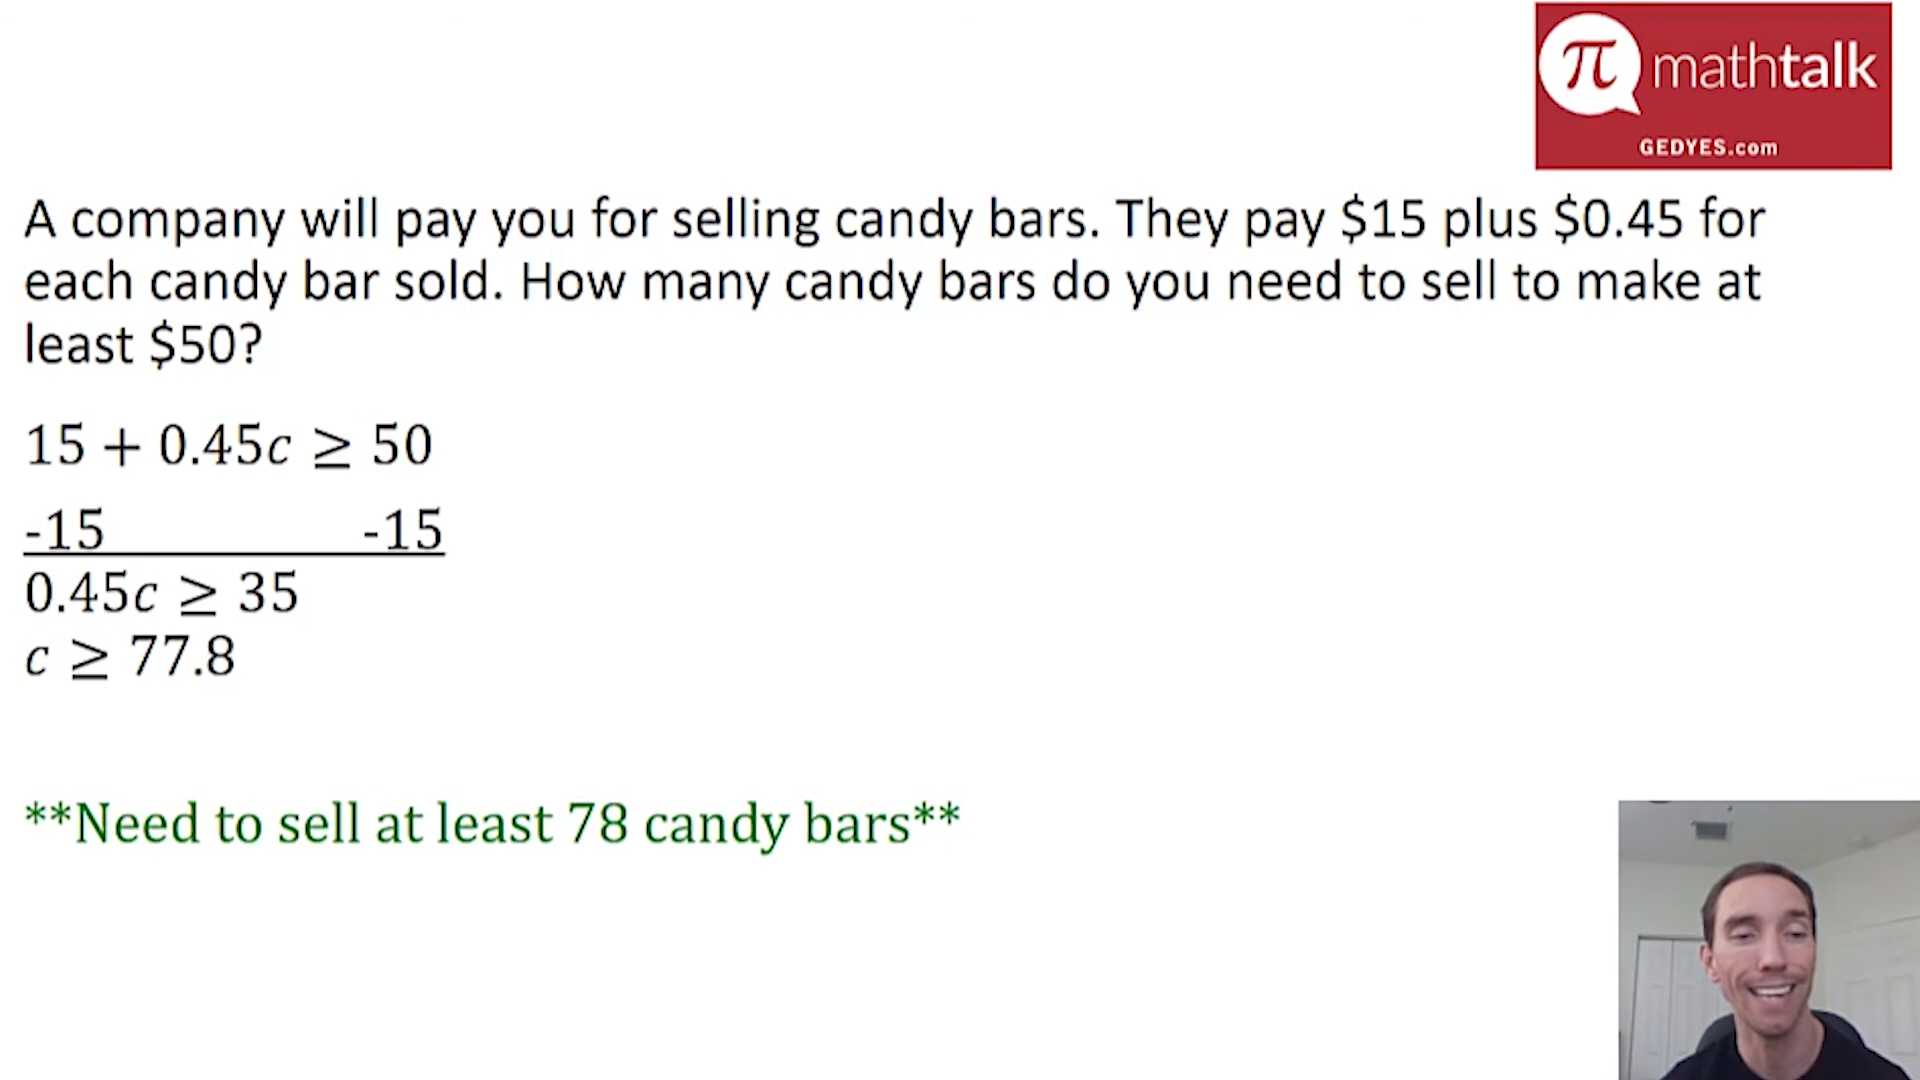 π mathtalk
GEDYES.com
A company will pay you for selling candy bars. They pay $15 plus $0.45 for
each candy bar sold. How many candy bars do you need to sell to make at
least $50?
15 + 0.45c ≥ 50
-15 -15
0.45c ≥ 35
c ≥ 77.8
**Need to sell at least 78 candy bars**